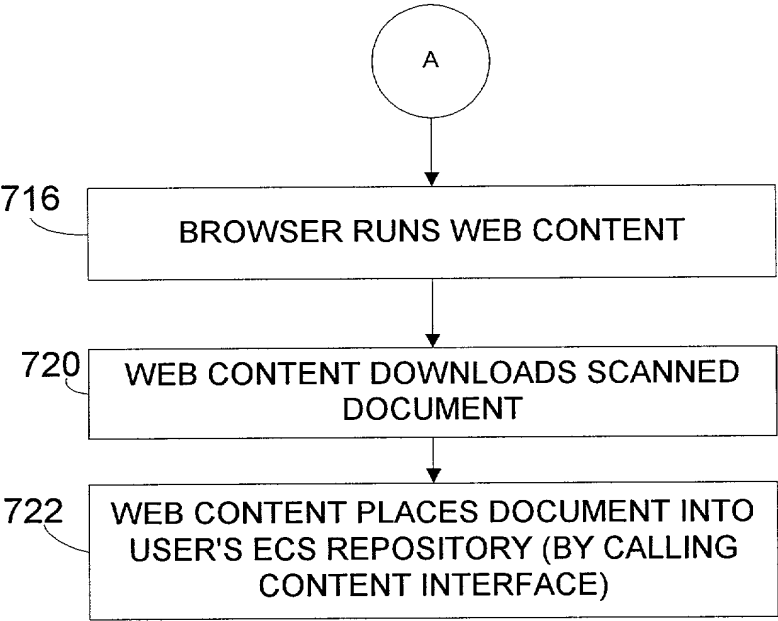 A
716
BROWSER RUNS WEB CONTENT
720
WEB CONTENT DOWNLOADS SCANNED
DOCUMENT
722
WEB CONTENT PLACES DOCUMENT INTO
USER'S ECS REPOSITORY (BY CALLING
CONTENT INTERFACE)